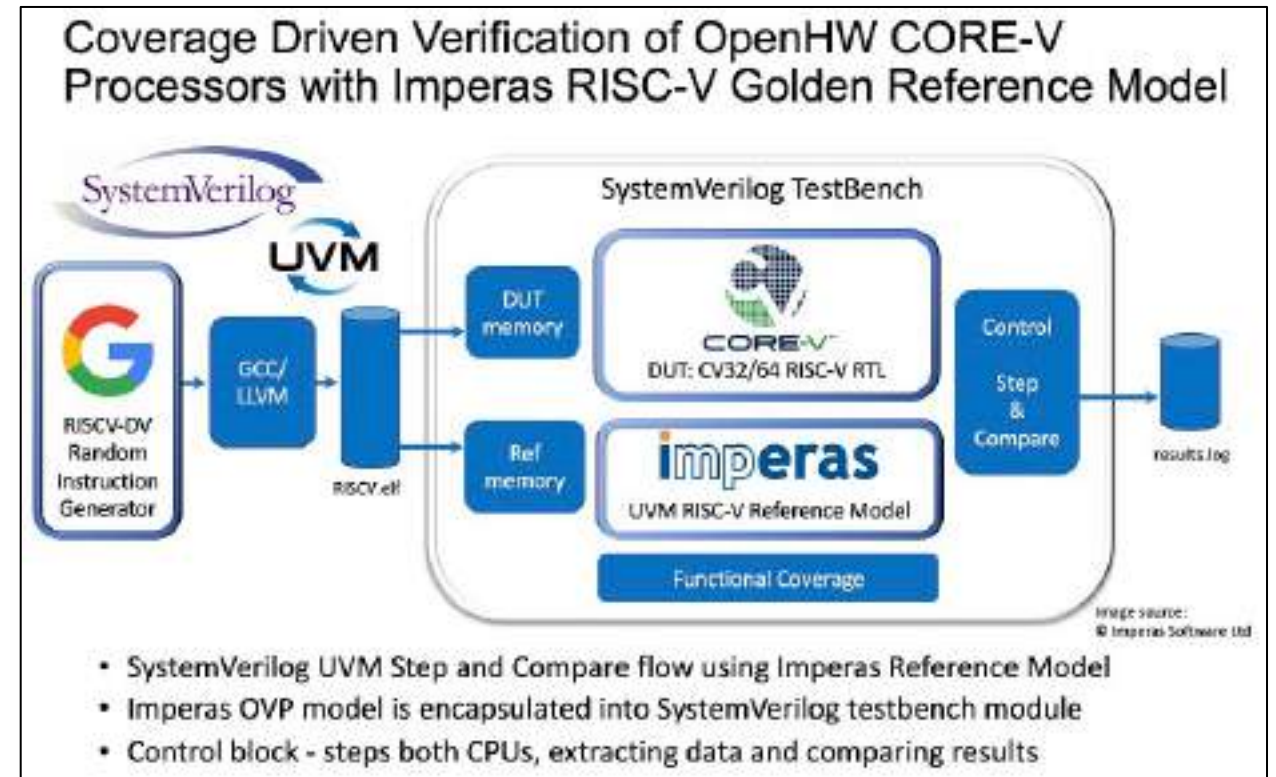 Coverage Driven Verification of OpenHW CORE-V
Processors with Imperas RISC-V Golden Reference Model
SystemVerilog
UVM
RISCV-DV
Random
Instruction
Generator
GCC/
LLVM
RISCV.elf
SystemVerilog TestBench
DUT
memory
CORE-V™
DUT: CV32/64 RISC-V RTL
Ref
memory
imperas
UVM RISC-V Reference Model
Functional Coverage
Control
Step
&
Compare
results.log
Image source:
© Imperas Software Ltd
• SystemVerilog UVM Step and Compare flow using Imperas Reference Model
• Imperas OVP model is encapsulated into SystemVerilog testbench module
• Control block - steps both CPUs, extracting data and comparing results